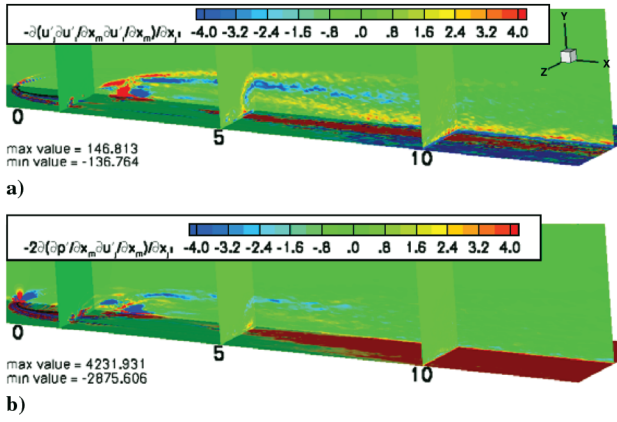 -∂(u′ⱼ∂u′ᵢ/∂xₘ∂u′ᵢ/∂xₘ)/∂xⱼ: -4.0 -3.2 -2.4 -1.6 -.8 .0 .8 1.6 2.4 3.2 4.0
Y
Z X
0
5
10
max value = 146.813
min value = -136.764
a)
-2∂(∂p′/∂xₘ∂u′ⱼ/∂xₘ)/∂xⱼ: -4.0 -3.2 -2.4 -1.6 -.8 .0 .8 1.6 2.4 3.2 4.0
0
5
10
max value = 4231.931
min value = -2875.606
b)